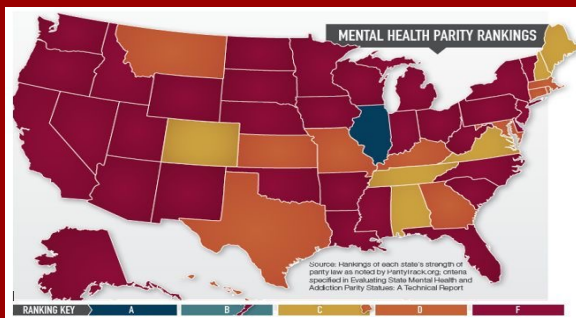 MENTAL HEALTH PARITY RANKINGS
Source: Rankings of each state's strength of
parity law as noted by ParityTrack.org; criteria
specified in Evaluating State Mental Health and
Addiction Parity Statues: A Technical Report
RANKING KEY A B C D F